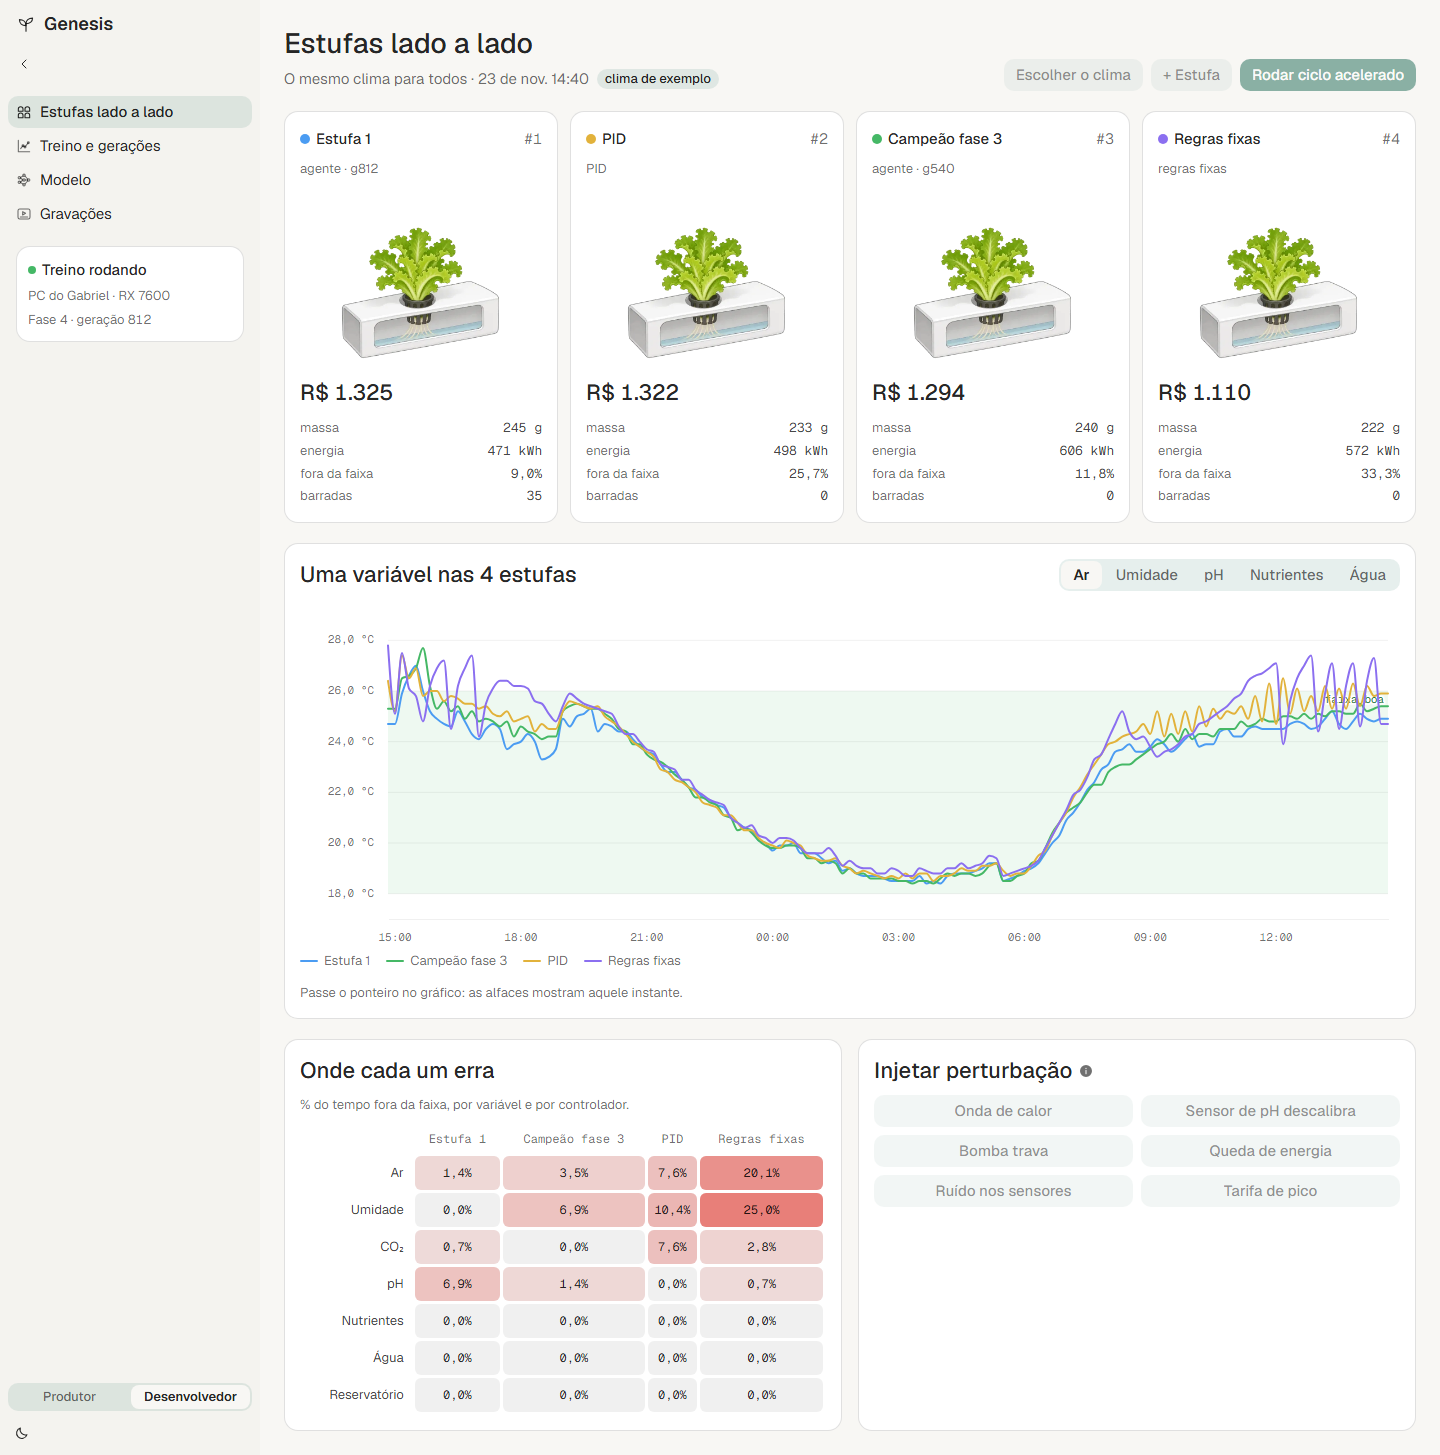 Genesis
Estufas lado a lado
Treino e gerações
Modelo
Gravações
Treino rodando
PC do Gabriel · RX 7600
Fase 4 · geração 812
Produtor
Desenvolvedor
Estufas lado a lado
O mesmo clima para todos · 23 de nov. 14:40
clima de exemplo
Escolher o clima
+ Estufa
Rodar ciclo acelerado
Estufa 1 #1
agente · g812
R$ 1.325
massa 245 g
energia 471 kWh
fora da faixa 9,0%
barradas 35
PID #2
PID
R$ 1.322
massa 233 g
energia 498 kWh
fora da faixa 25,7%
barradas 0
Campeão fase 3 #3
agente · g540
R$ 1.294
massa 240 g
energia 606 kWh
fora da faixa 11,8%
barradas 0
Regras fixas #4
regras fixas
R$ 1.110
massa 222 g
energia 572 kWh
fora da faixa 33,3%
barradas 0
Uma variável nas 4 estufas
Ar Umidade pH Nutrientes Água
28,0 °C
26,0 °C
faixa boa
24,0 °C
22,0 °C
20,0 °C
18,0 °C
15:00 18:00 21:00 00:00 03:00 06:00 09:00 12:00
Estufa 1 Campeão fase 3 PID Regras fixas
Passe o ponteiro no gráfico: as alfaces mostram aquele instante.
Onde cada um erra
% do tempo fora da faixa, por variável e por controlador.
Estufa 1 Campeão fase 3 PID Regras fixas
Ar 1,4% 3,5% 7,6% 20,1%
Umidade 0,0% 6,9% 10,4% 25,0%
CO₂ 0,7% 0,0% 7,6% 2,8%
pH 6,9% 1,4% 0,0% 0,7%
Nutrientes 0,0% 0,0% 0,0% 0,0%
Água 0,0% 0,0% 0,0% 0,0%
Reservatório 0,0% 0,0% 0,0% 0,0%
Injetar perturbação
Onda de calor Sensor de pH descalibra
Bomba trava Queda de energia
Ruído nos sensores Tarifa de pico